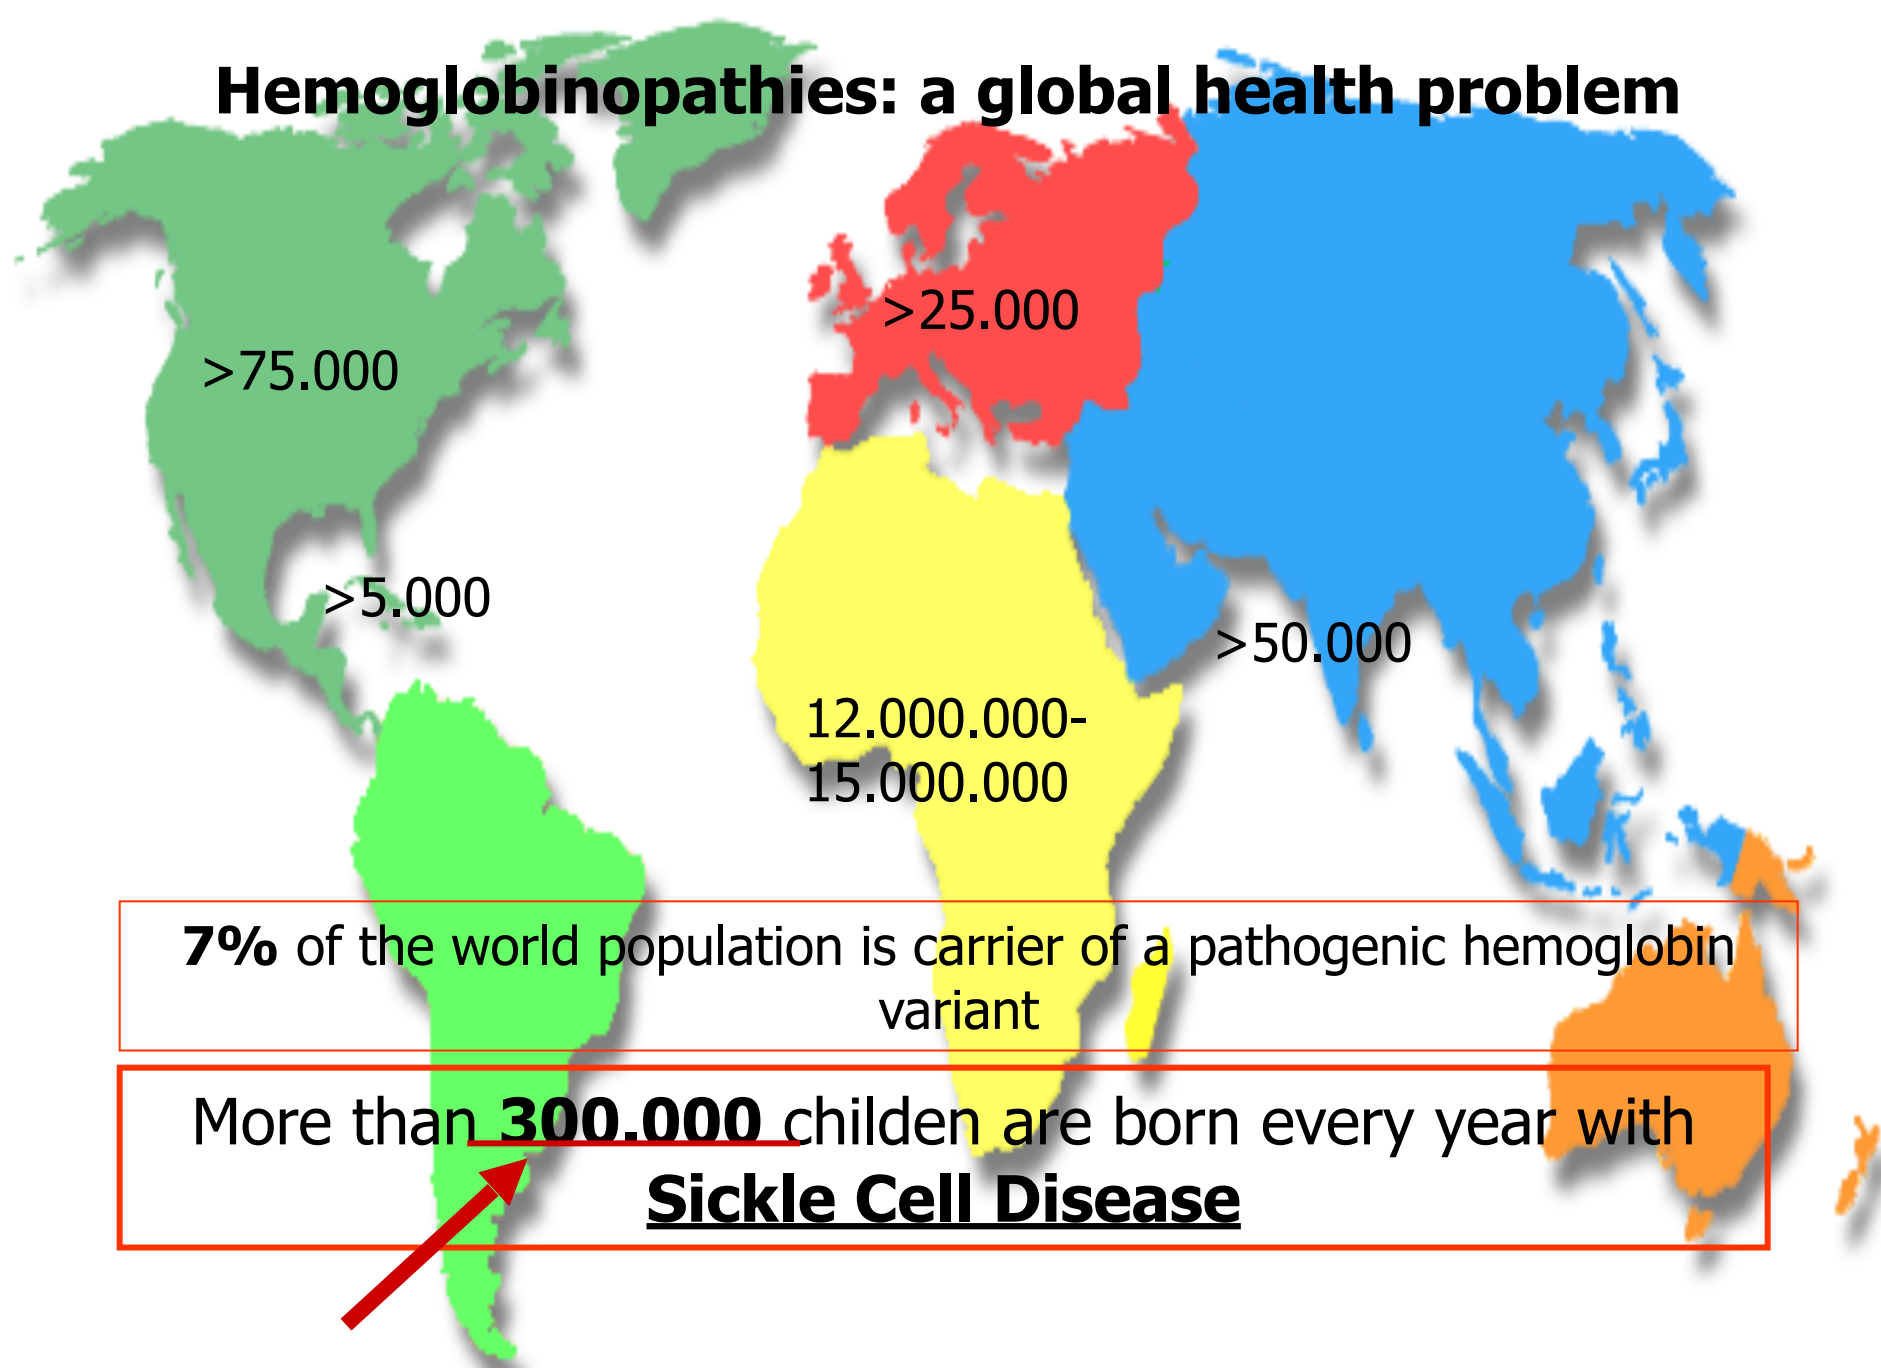 Hemoglobinopathies: a global health problem
>25.000
>75.000
>5.000
>50.000
12.000.000-
15.000.000
7% of the world population is carrier of a pathogenic hemoglobin
variant
More than 300.000 childen are born every year with
Sickle Cell Disease